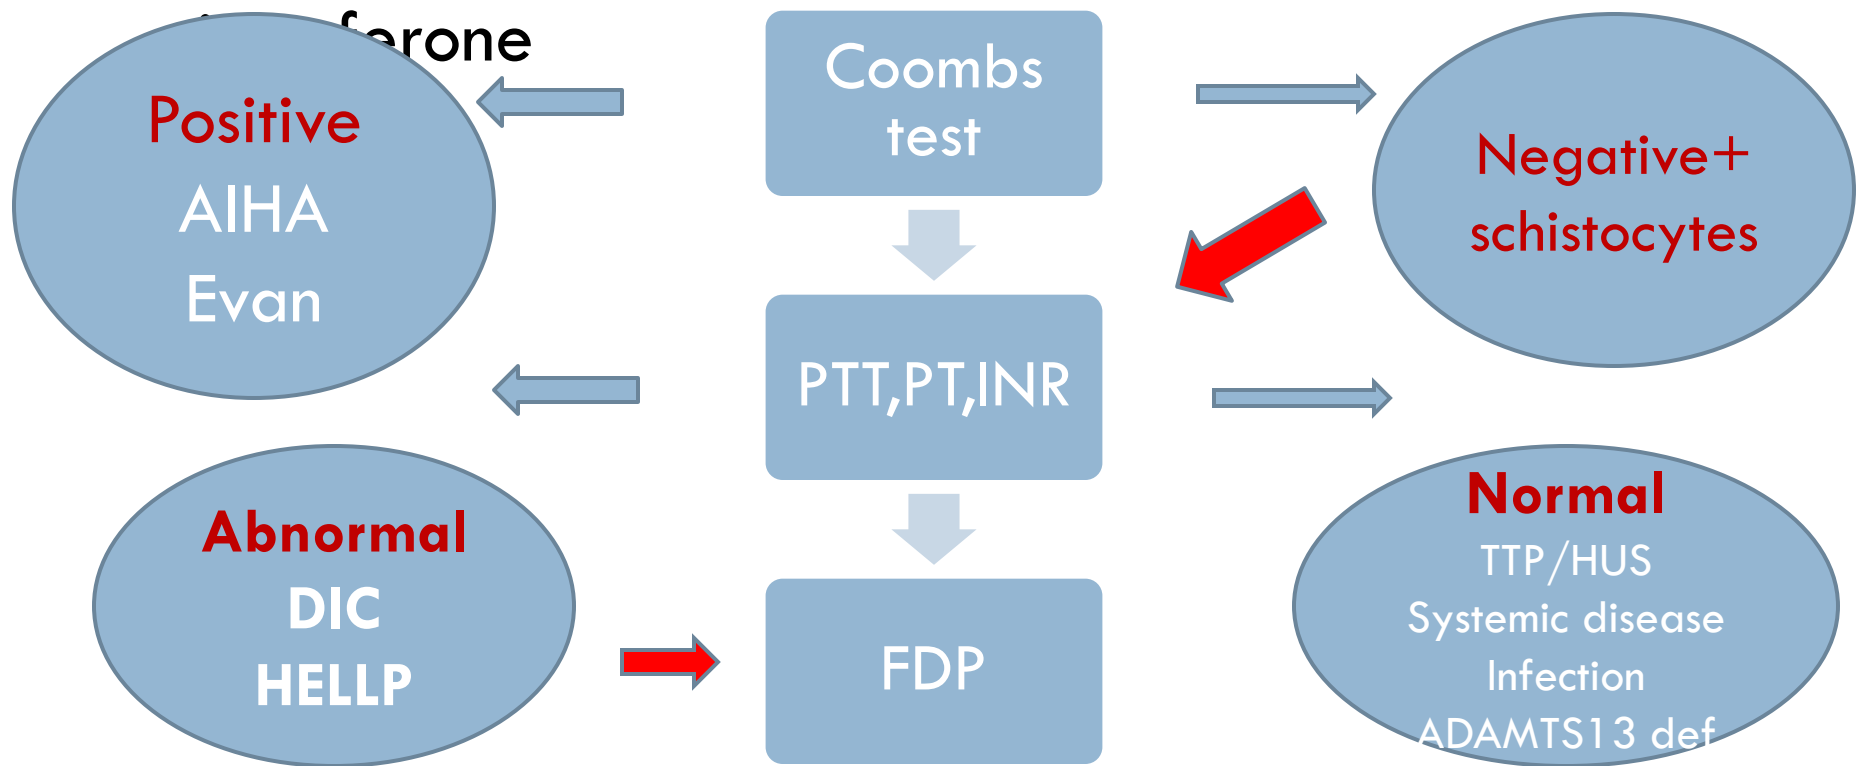 erone
Positive
AIHA
Evan
Coombs
test
Negative+
schistocytes
PTT,PT,INR
Abnormal
DIC
HELLP
FDP
Normal
TTP/HUS
Systemic disease
Infection
ADAMTS13 def